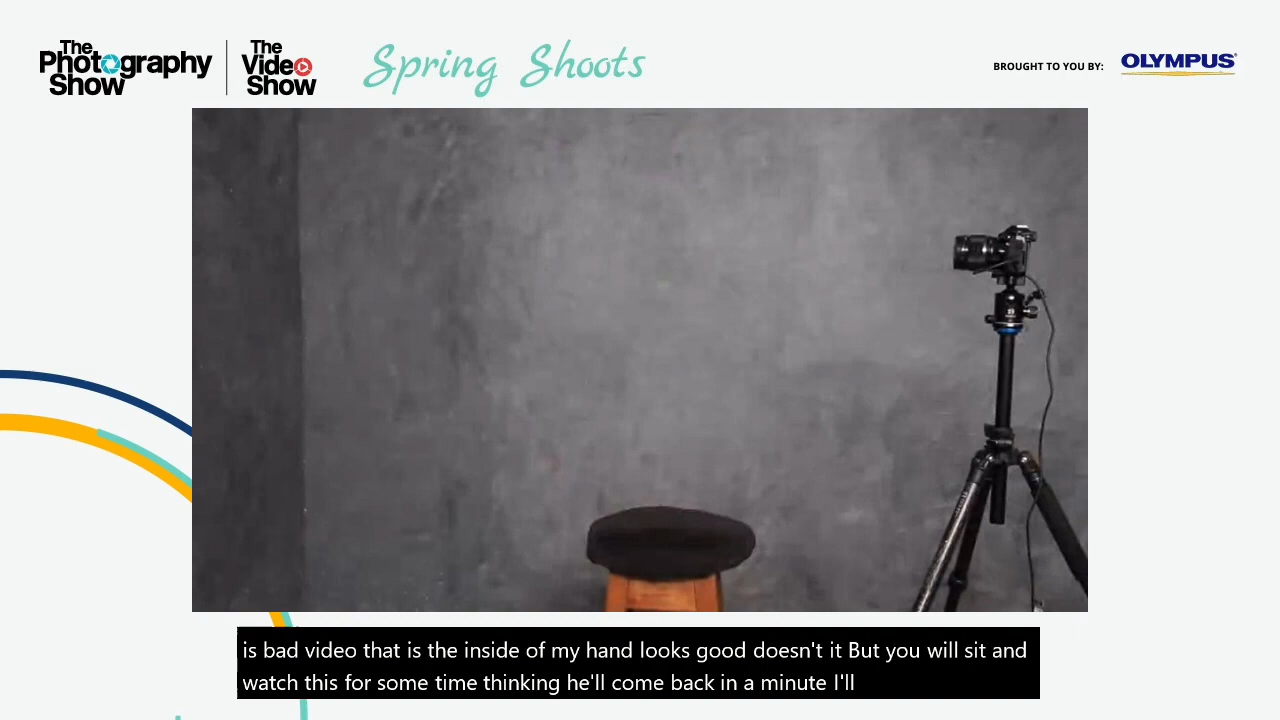 The Photography Show
The Video Show
Spring Shoots
BROUGHT TO YOU BY:
OLYMPUS
is bad video that is the inside of my hand looks good doesn't it But you will sit and
watch this for some time thinking he'll come back in a minute I'll